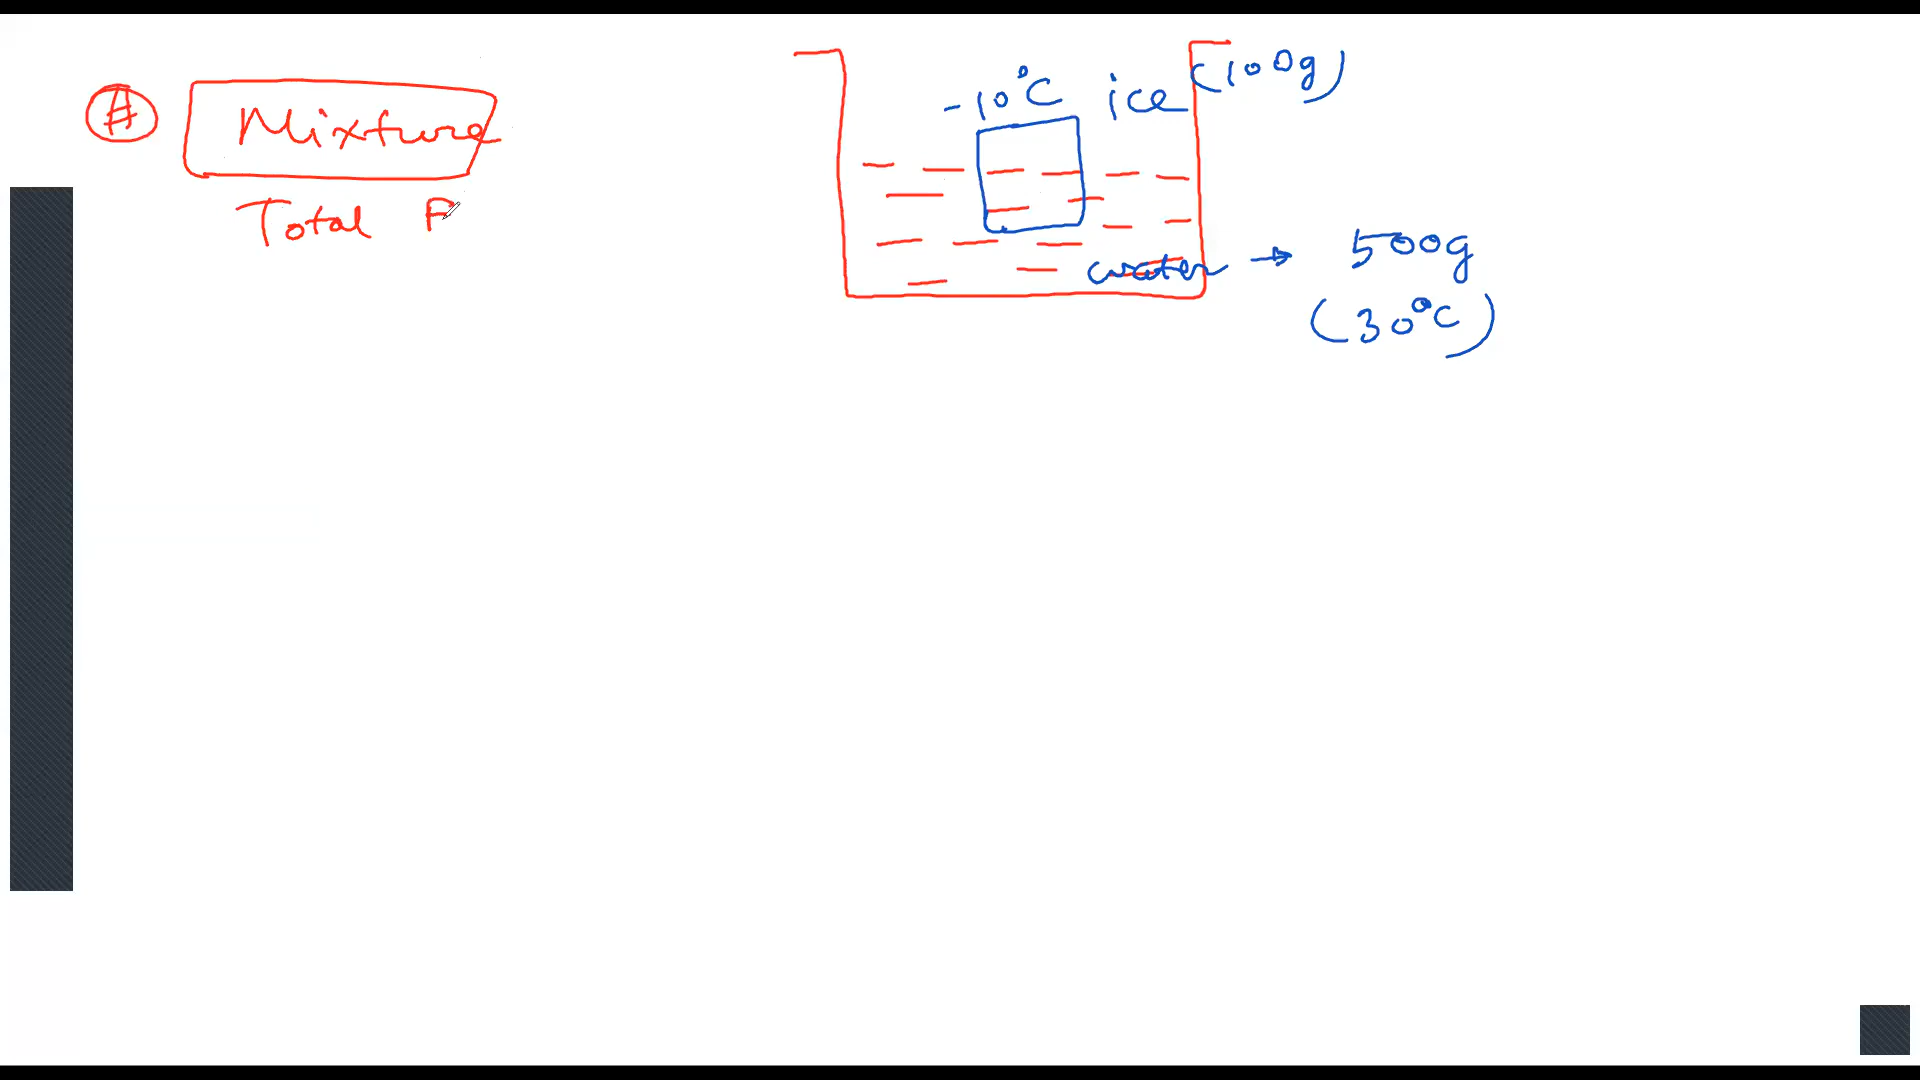 # Mixture
Total
-10°C ice (100g)
water → 500g
(30°C)